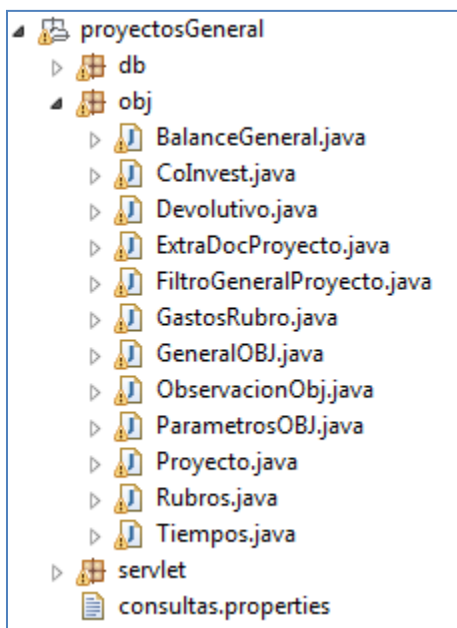 proyectosGeneral
db
obj
BalanceGeneral.java
CoInvest.java
Devolutivo.java
ExtraDocProyecto.java
FiltroGeneralProyecto.java
GastosRubro.java
GeneralOBJ.java
ObservacionObj.java
ParametrosOBJ.java
Proyecto.java
Rubros.java
Tiempos.java
servlet
consultas.properties